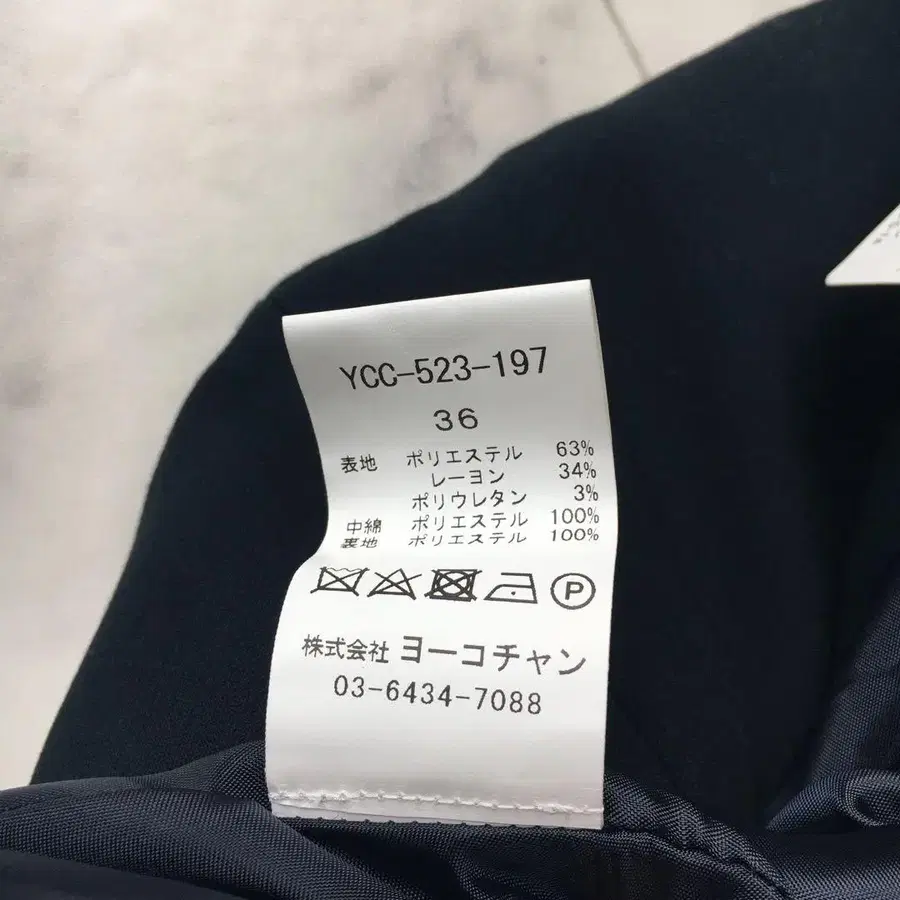 YCC-523-197
36
表地 ポリエステル 63%
レーヨン 34%
ポリウレタン 3%
中綿 ポリエステル 100%
裏地 ポリエステル 100%
P
株式会社 ヨーコチャン
03-6434-7088